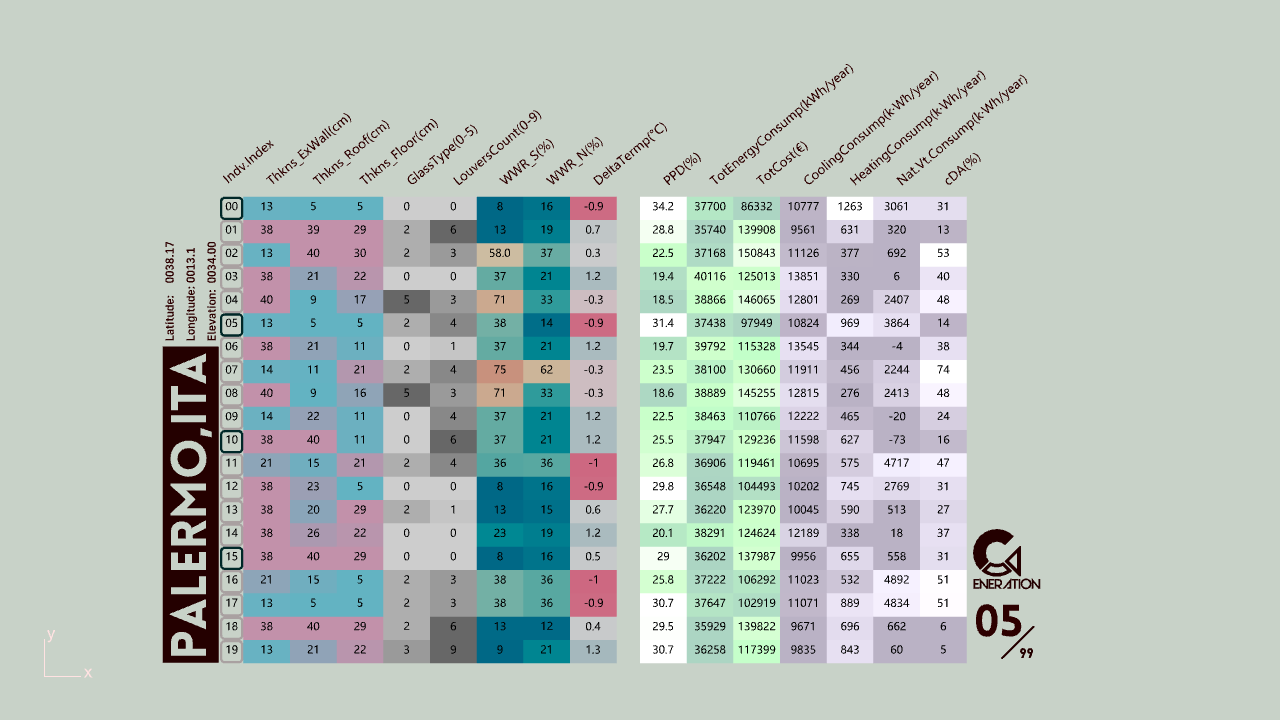 Indv.Index Thkns_ExWall(cm) Thkns_Roof(cm) Thkns_Floor(cm) GlassType(0-5) LouversCount(0-9) WWR_S(%) WWR_N(%) DeltaTermp(°C) PPD(%) TotEnergyConsump(kWh/year) TotCost(€) CoolingConsump(k·Wh/year) HeatingConsump(k·Wh/year) Nat.Vt.Consump(k·Wh/year) cDA(%)
00 13 5 5 0 0 8 16 -0.9 34.2 37700 86332 10777 1263 3061 31
01 38 39 29 2 6 13 19 0.7 28.8 35740 139908 9561 631 320 13
02 13 40 30 2 3 58.0 37 0.3 22.5 37168 150843 11126 377 692 53
03 38 21 22 0 0 37 21 1.2 19.4 40116 125013 13851 330 6 40
04 40 9 17 5 3 71 33 -0.3 18.5 38866 146065 12801 269 2407 48
05 13 5 5 2 4 38 14 -0.9 31.4 37438 97949 10824 969 3864 14
06 38 21 11 0 1 37 21 1.2 19.7 39792 115328 13545 344 -4 38
07 14 11 21 2 4 75 62 -0.3 23.5 38100 130660 11911 456 2244 74
08 40 9 16 5 3 71 33 -0.3 18.6 38889 145255 12815 276 2413 48
09 14 22 11 0 4 37 21 1.2 22.5 38463 110766 12222 465 -20 24
10 38 40 11 0 6 37 21 1.2 25.5 37947 129236 11598 627 -73 16
11 21 15 21 2 4 36 36 -1 26.8 36906 119461 10695 575 4717 47
12 38 23 5 0 0 8 16 -0.9 29.8 36548 104493 10202 745 2769 31
13 38 20 29 2 1 13 15 0.6 27.7 36220 123970 10045 590 513 27
14 38 26 22 0 0 23 19 1.2 20.1 38291 124624 12189 338 18 37
15 38 40 29 0 0 8 16 0.5 29 36202 137987 9956 655 558 31
16 21 15 5 2 3 38 36 -1 25.8 37222 106292 11023 532 4892 51
17 13 5 5 2 3 38 36 -0.9 30.7 37647 102919 11071 889 4834 51
18 38 40 29 2 6 13 12 0.4 29.5 35929 139822 9671 696 662 6
19 13 21 22 3 9 9 21 1.3 30.7 36258 117399 9835 843 60 5
Latitude: 0038.17
Longitude: 0013.1
Elevation: 0034.00
PALERMO,ITA
GENERATION
05/99
y
x